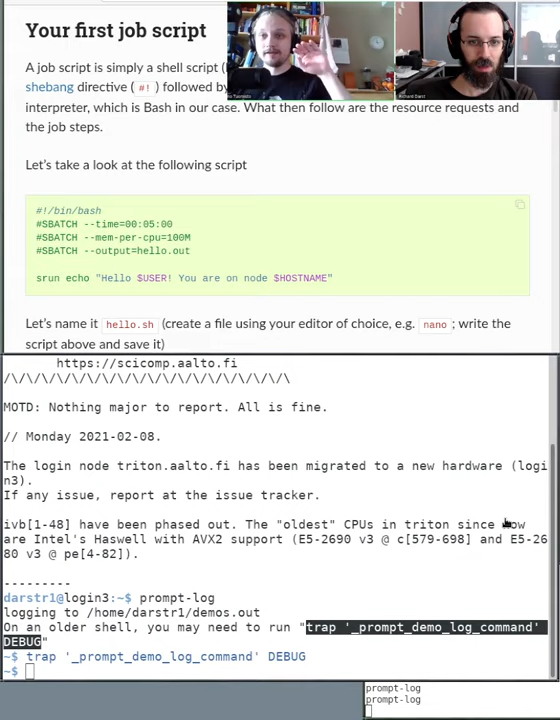 Your first job script
A job script is simply a shell script (
shebang directive ( #! ) followed by
interpreter, which is Bash in our case. What then follow are the resource requests and
the job steps.
Let’s take a look at the following script
#!/bin/bash
#SBATCH --time=00:05:00
#SBATCH --mem-per-cpu=100M
#SBATCH --output=hello.out
srun echo "Hello $USER! You are on node $HOSTNAME"
Let’s name it hello.sh (create a file using your editor of choice, e.g. nano ; write the
script above and save it)
https://scicomp.aalto.fi
/\/\/\/\/\/\/\/\/\/\/\/\/\/\/\/\/\/\/\/\
MOTD: Nothing major to report. All is fine.
// Monday 2021-02-08.
The login node triton.aalto.fi has been migrated to a new hardware (logi
n3).
If any issue, report at the issue tracker.
ivb[1-48] have been phased out. The "oldest" CPUs in triton since now
are Intel's Haswell with AVX2 support (E5-2690 v3 @ c[579-698] and E5-26
80 v3 @ pe[4-82]).
---------
darstr1@login3:~$ prompt-log
logging to /home/darstr1/demos.out
On an older shell, you may need to run "trap '_prompt_demo_log_command'
DEBUG"
~$ trap '_prompt_demo_log_command' DEBUG
~$
prompt-log
prompt-log